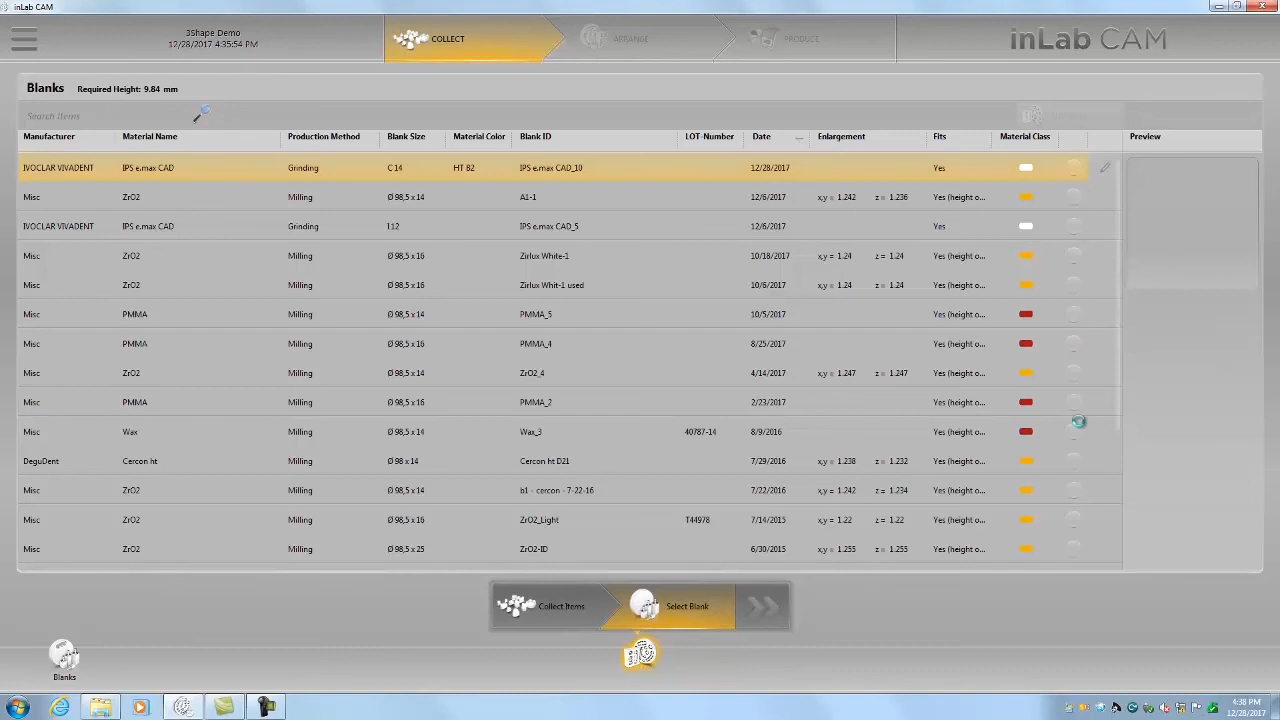 inLab CAM
3Shape Demo
12/28/2017 4:35:54 PM
COLLECT
ARRANGE
PRODUCE
inLab CAM
Blanks Required Height: 9.84 mm
Search Items
Manufacturer Material Name Production Method Blank Size Material Color Blank ID LOT-Number Date Enlargement Fits Material Class Preview
IVOCLAR VIVADENT IPS e.max CAD Grinding C 14 HT B2 IPS e.max CAD_10 12/28/2017 Yes
Misc ZrO2 Milling Ø 98,5 x 14 A1-1 12/6/2017 x,y = 1.242 z = 1.236 Yes (height o...
IVOCLAR VIVADENT IPS e.max CAD Grinding I12 IPS e.max CAD_5 12/6/2017 Yes
Misc ZrO2 Milling Ø 98,5 x 16 Zirlux White-1 10/18/2017 x,y = 1.24 z = 1.24 Yes (height o...
Misc ZrO2 Milling Ø 98,5 x 16 Zirlux Whit-1 used 10/6/2017 x,y = 1.24 z = 1.24 Yes (height o...
Misc PMMA Milling Ø 98,5 x 14 PMMA_5 10/5/2017 Yes (height o...
Misc PMMA Milling Ø 98,5 x 16 PMMA_4 8/25/2017 Yes (height o...
Misc ZrO2 Milling Ø 98,5 x 14 ZrO2_4 4/14/2017 x,y = 1.247 z = 1.247 Yes (height o...
Misc PMMA Milling Ø 98,5 x 16 PMMA_2 2/23/2017 Yes (height o...
Misc Wax Milling Ø 98,5 x 14 Wax_3 40787-14 8/9/2016 Yes (height o...
DeguDent Cercon ht Milling Ø 98 x 14 Cercon ht D21 7/29/2016 x,y = 1.238 z = 1.232 Yes (height o...
Misc ZrO2 Milling Ø 98,5 x 14 b1 - cercon - 7-22-16 7/22/2016 x,y = 1.242 z = 1.234 Yes (height o...
Misc ZrO2 Milling Ø 98,5 x 16 ZrO2_Light T44978 7/14/2015 x,y = 1.22 z = 1.22 Yes (height o...
Misc ZrO2 Milling Ø 98,5 x 25 ZrO2-ID 6/30/2015 x,y = 1.255 z = 1.255 Yes (height o...
Collect Items
Select Blank
Blanks
4:38 PM
12/28/2017